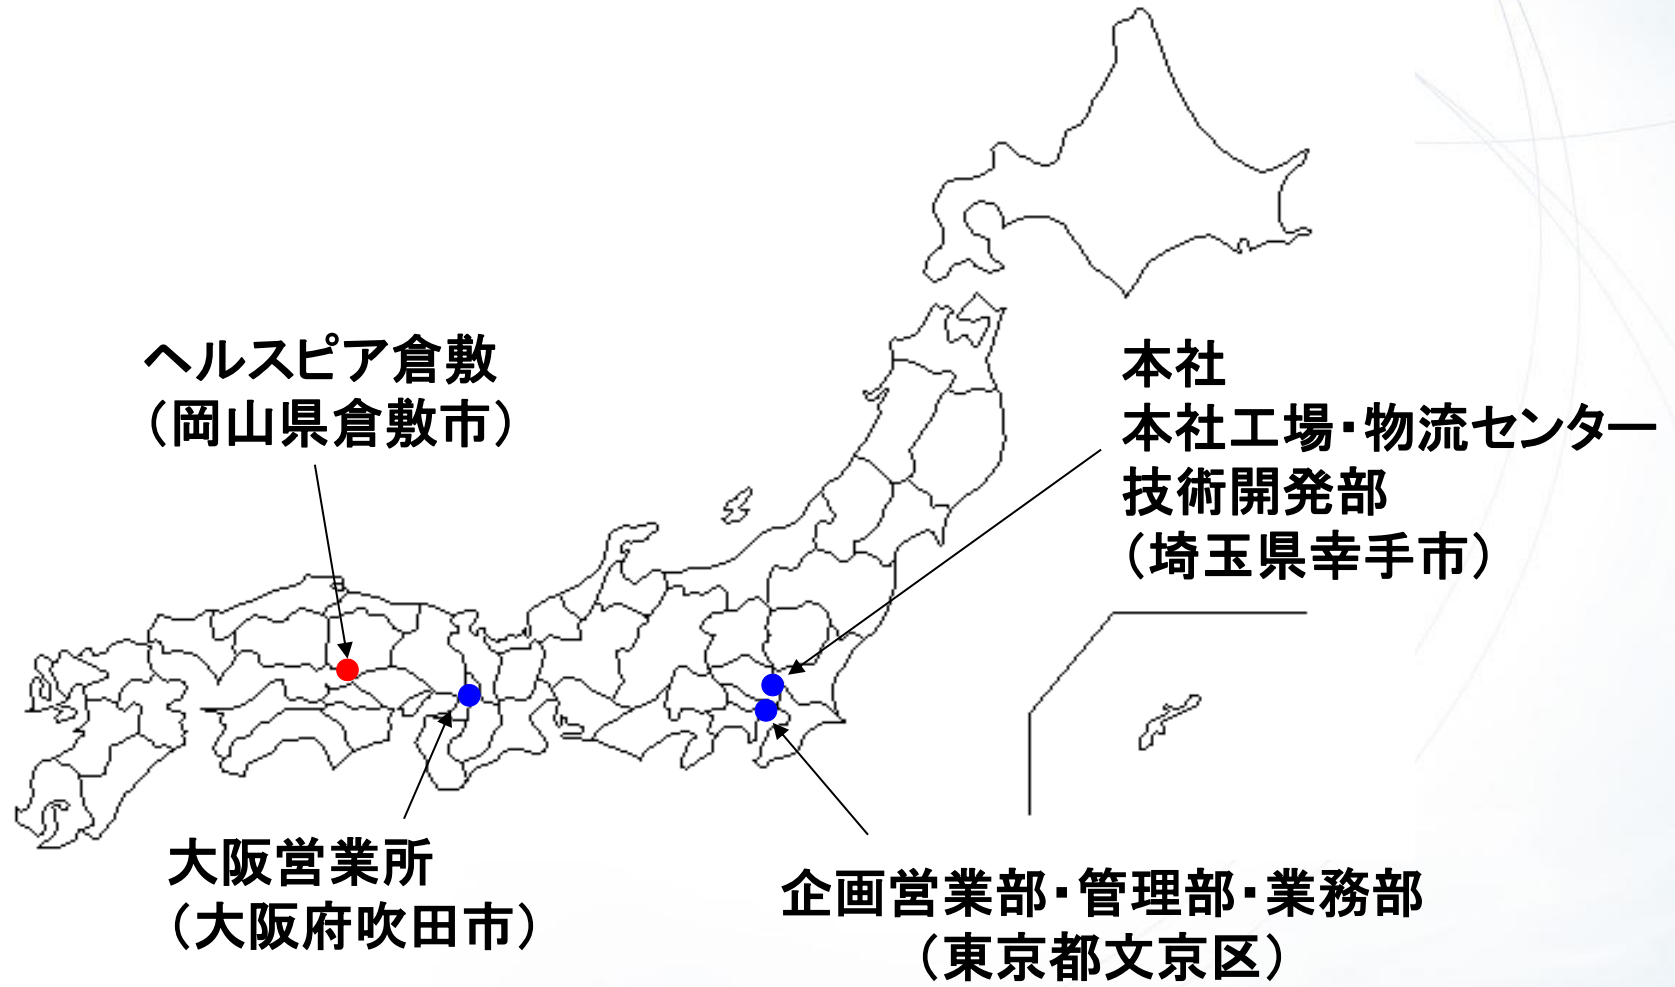 ヘルスピア倉敷
（岡山県倉敷市）
本社
本社工場・物流センター
技術開発部
（埼玉県幸手市）
大阪営業所
（大阪府吹田市）
企画営業部・管理部・業務部
（東京都文京区）